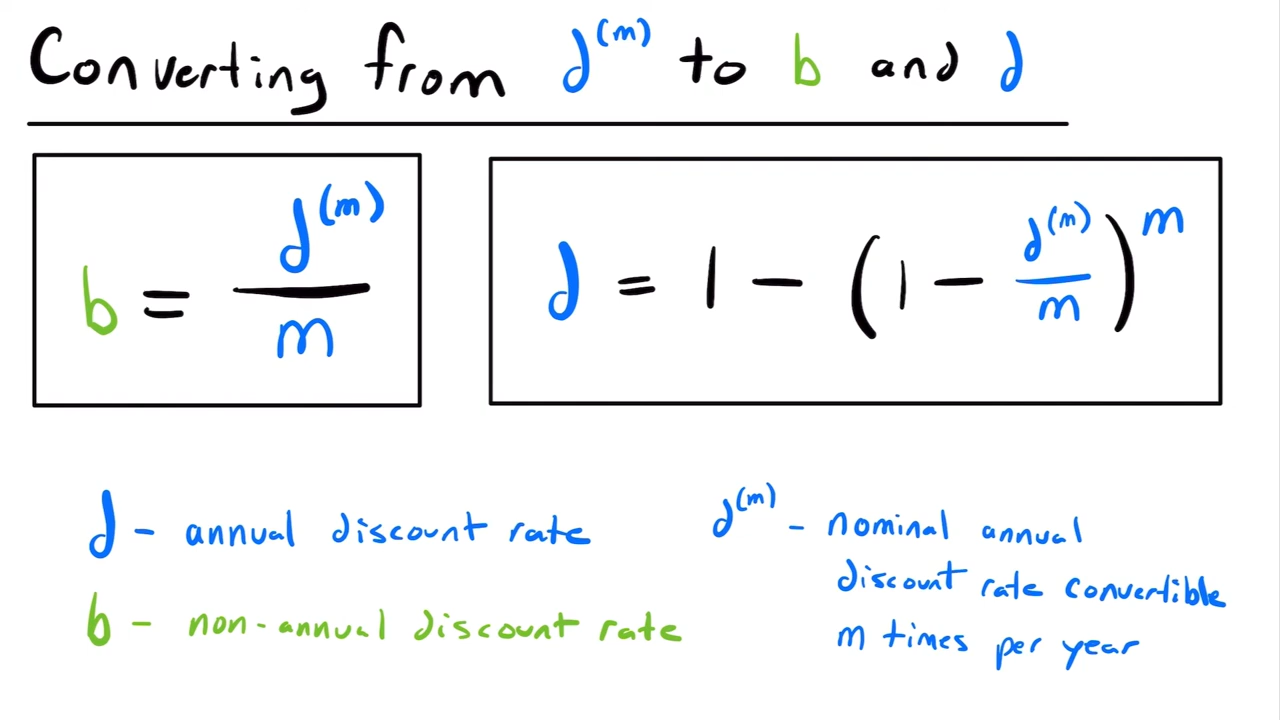 Converting from d^(m) to b and d
b = d^(m) / m
d = 1 - (1 - d^(m) / m)^m
d - annual discount rate
b - non-annual discount rate
d^(m) - nominal annual
discount rate convertible
m times per year